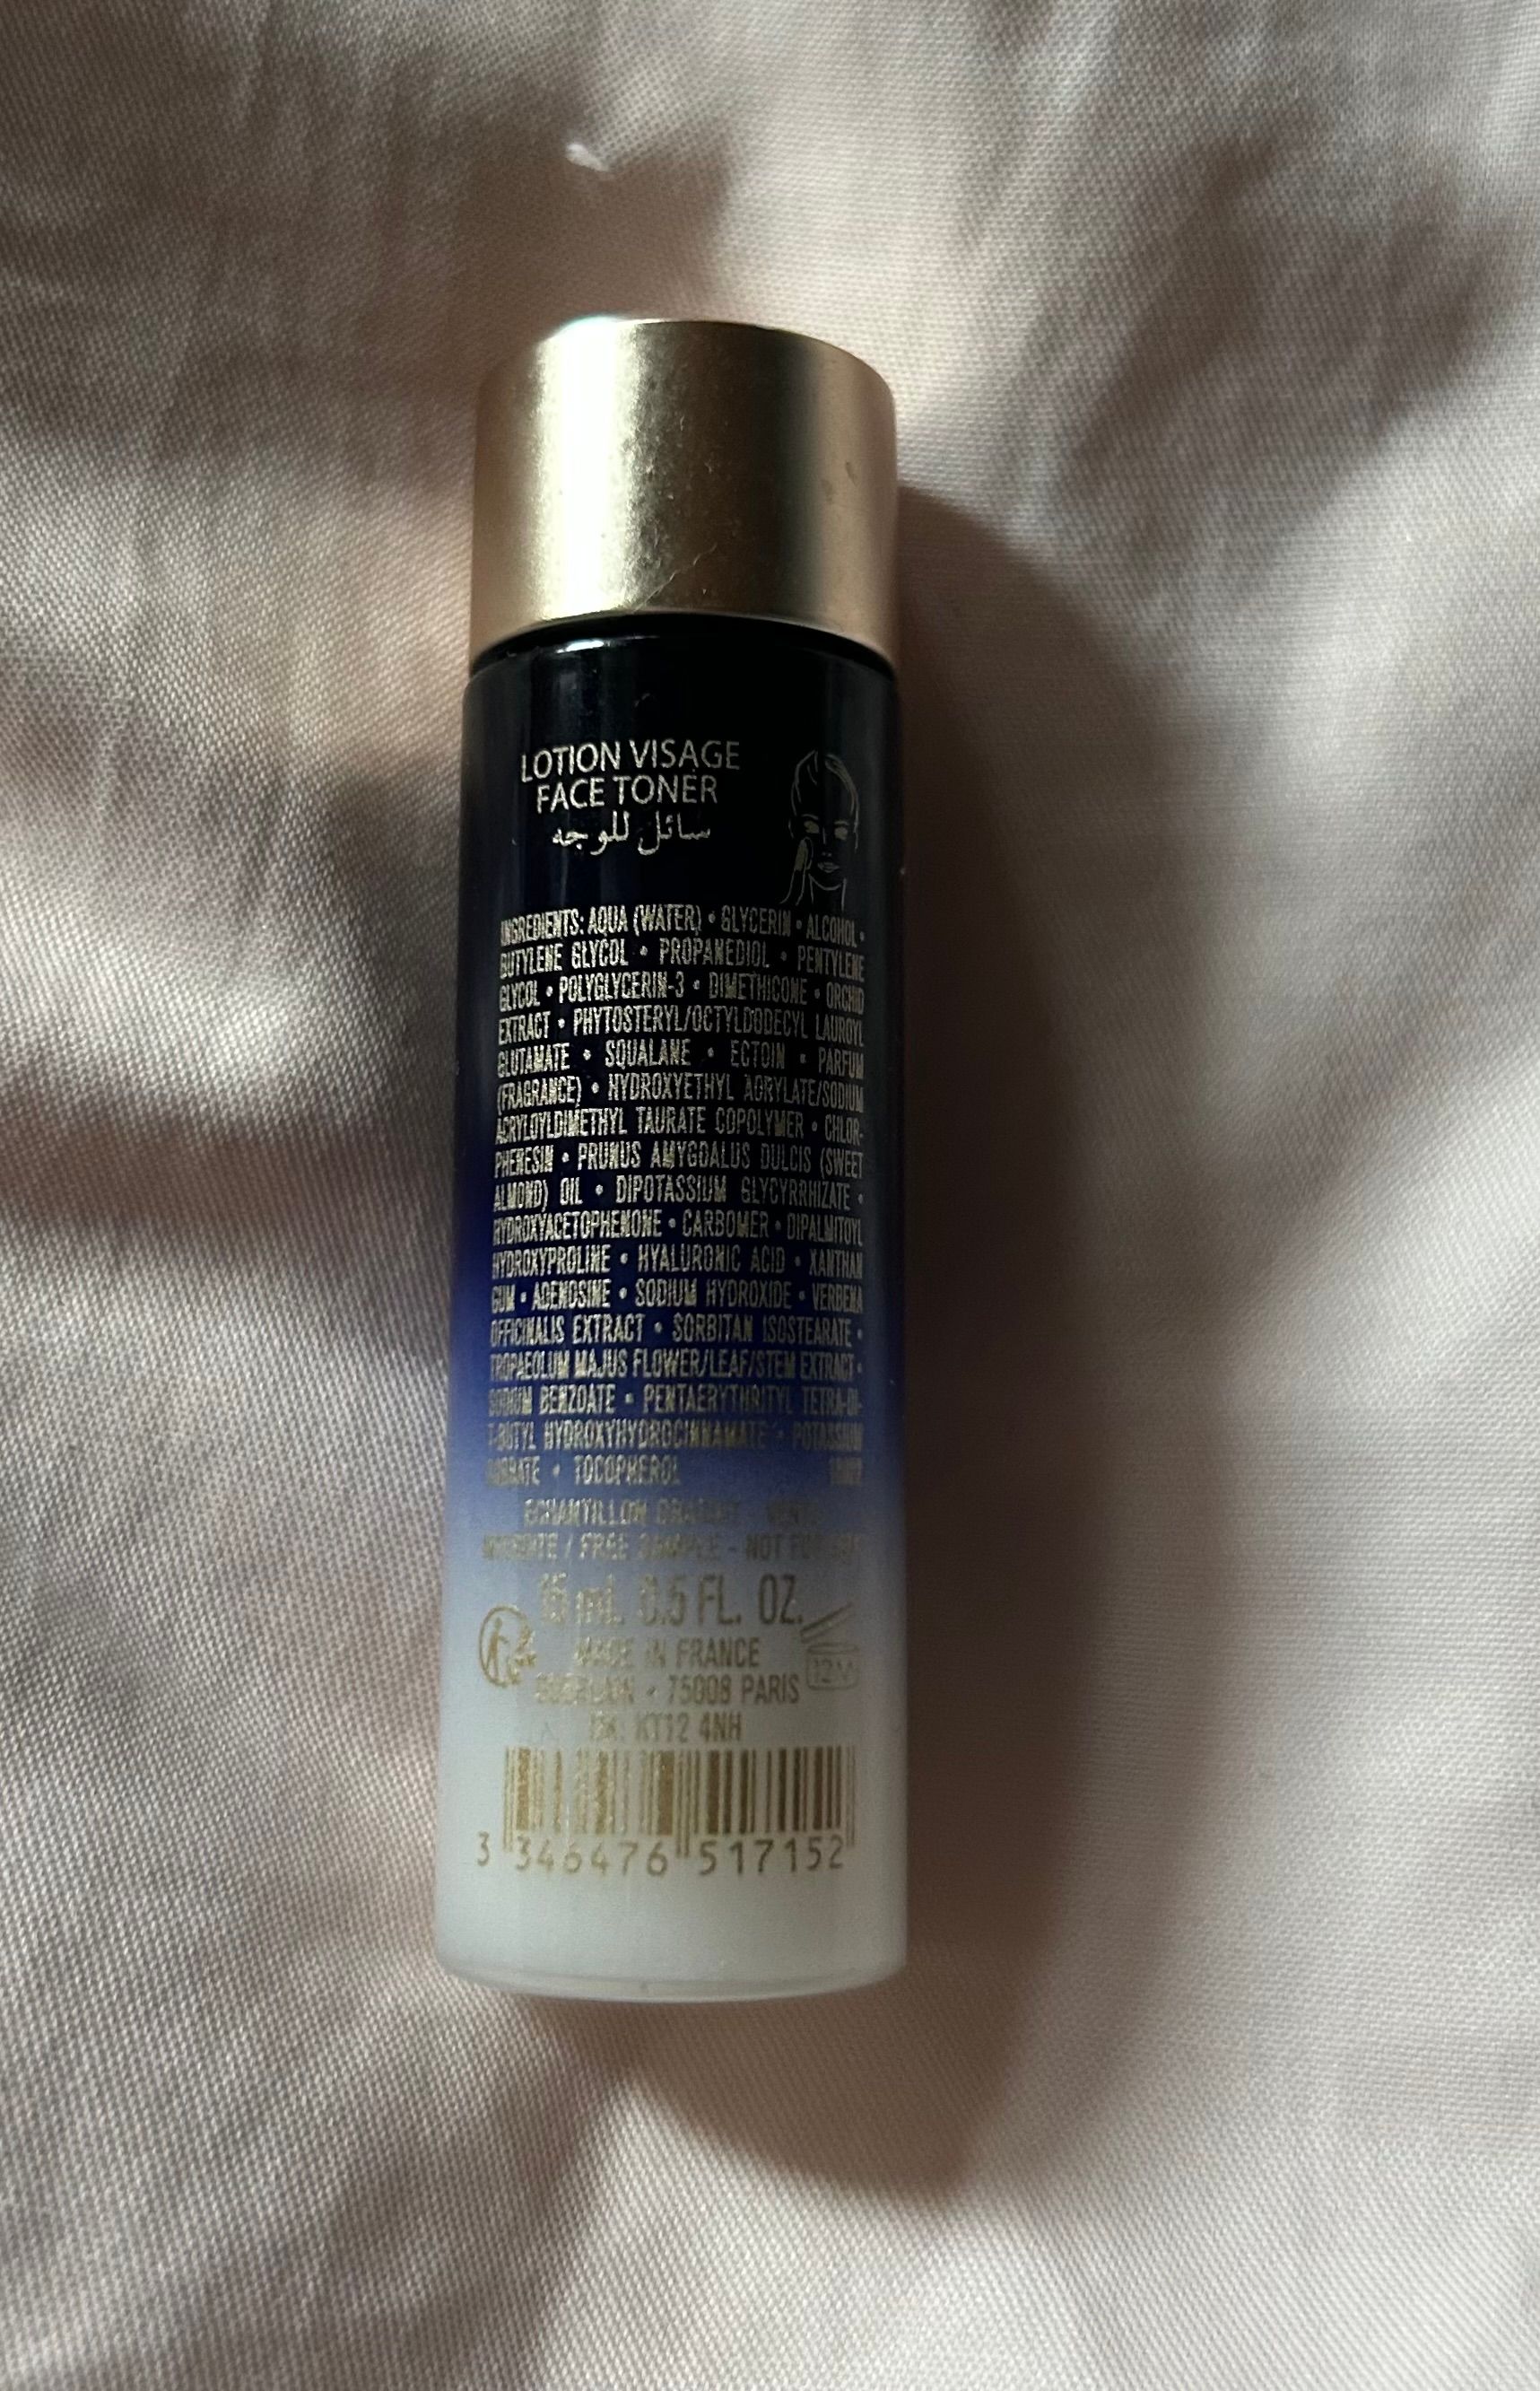 LOTION VISAGE
FACE TONER
سائل للوجه
INGREDIENTS: AQUA (WATER) • GLYCERIN • ALCOHOL •
BUTYLENE GLYCOL • PROPANEDIOL • PENTYLENE
GLYCOL • POLYGLYCERIN-3 • DIMETHICONE • ORCHID
EXTRACT • PHYTOSTERYL/OCTYLDODECYL LAUROYL
GLUTAMATE • SQUALANE • ECTOIN • PARFUM
(FRAGRANCE) • HYDROXYETHYL ACRYLATE/SODIUM
ACRYLOYLDIMETHYL TAURATE COPOLYMER • CHLOR-
PHENESIN • PRUNUS AMYGDALUS DULCIS (SWEET
ALMOND) OIL • DIPOTASSIUM GLYCYRRHIZATE •
HYDROXYACETOPHENONE • CARBOMER • DIPALMITOYL
HYDROXYPROLINE • HYALURONIC ACID • XANTHAN
GUM • ADENOSINE • SODIUM HYDROXIDE • VERBENA
OFFICINALIS EXTRACT • SORBITAN ISOSTEARATE •
TROPAEOLUM MAJUS FLOWER/LEAF/STEM EXTRACT •
SODIUM BENZOATE • PENTAERYTHRITYL TETRA-DI-
T-BUTYL HYDROXYHYDROCINNAMATE • POTASSIUM
SORBATE • TOCOPHEROL
ECHANTILLON GRATUIT - VENTE
INTERDITE / FREE SAMPLE - NOT FOR SALE
15 mL 0.5 FL. OZ.
MADE IN FRANCE
12M
GUERLAIN - 75008 PARIS
UK: KT12 4NH
3 346476 517152